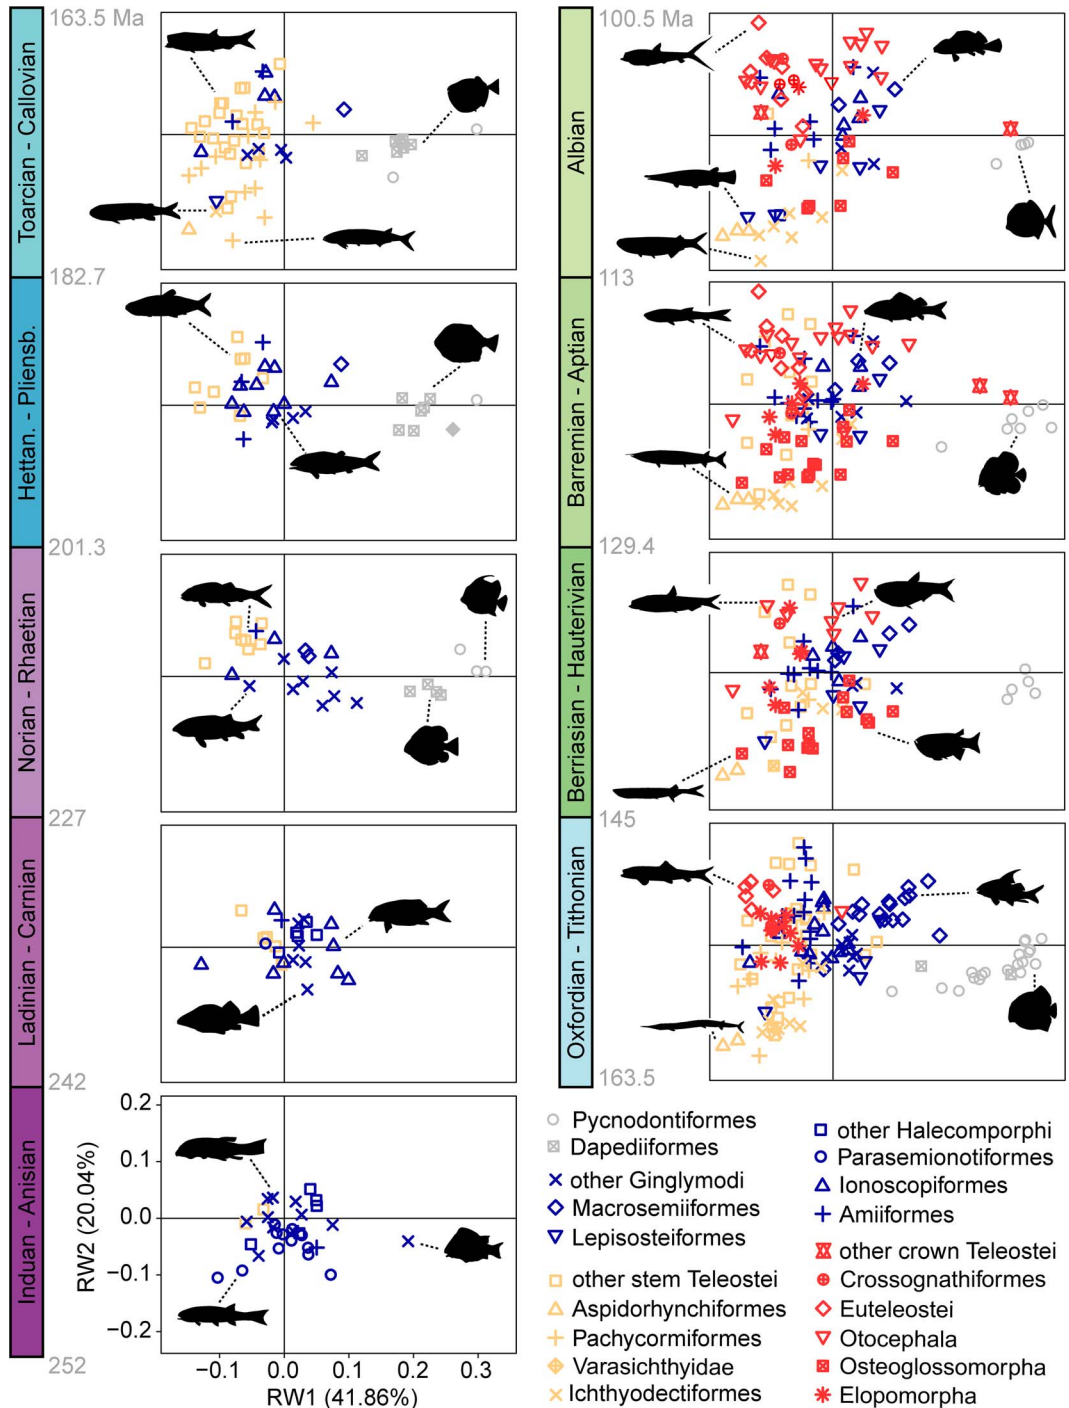 163.5 Ma
Toarcian - Callovian
182.7
Hettan. - Pliensb.
201.3
Norian - Rhaetian
227
Ladinian - Carnian
242
Induan - Anisian
252
0.2
0.1
0.0
−0.1
−0.2
RW2 (20.04%)
−0.1 0.0 0.1 0.2 0.3
RW1 (41.86%)
100.5 Ma
Albian
113
Barremian - Aptian
129.4
Berriasian - Hauterivian
145
Oxfordian - Tithonian
163.5
Pycnodontiformes
Dapediiformes
other Ginglymodi
Macrosemiiformes
Lepisosteiformes
other stem Teleostei
Aspidorhynchiformes
Pachycormiformes
Varasichthyidae
Ichthyodectiformes
other Halecomporphi
Parasemionotiformes
Ionoscopiformes
Amiiformes
other crown Teleostei
Crossognathiformes
Euteleostei
Otocephala
Osteoglossomorpha
Elopomorpha